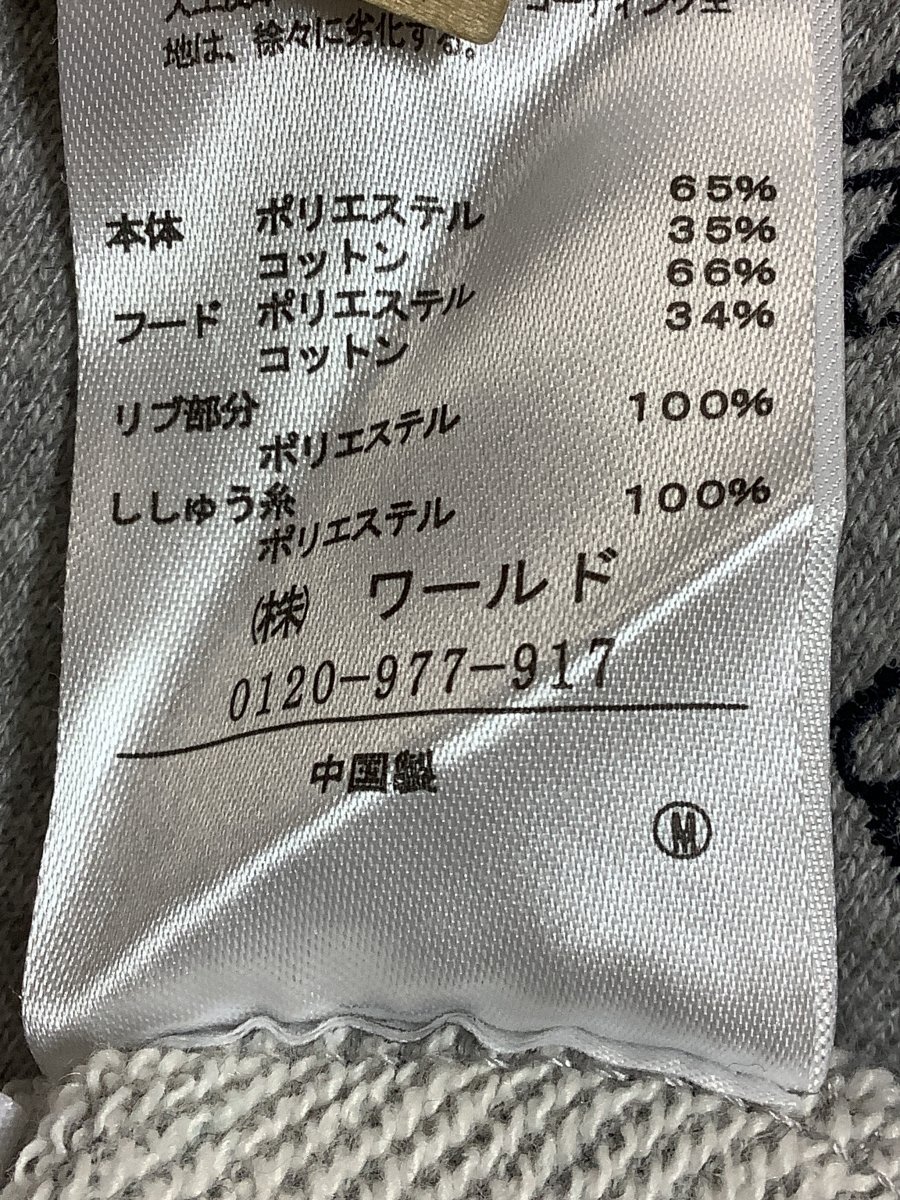 地は、徐々に劣化する。
本体 ポリエステル 65%
コットン 35%
フード ポリエステル 66%
コットン 34%
リブ部分
ポリエステル 100%
ししゅう糸
ポリエステル 100%
(株) ワールド
0120-977-917
中国製
Ⓜ